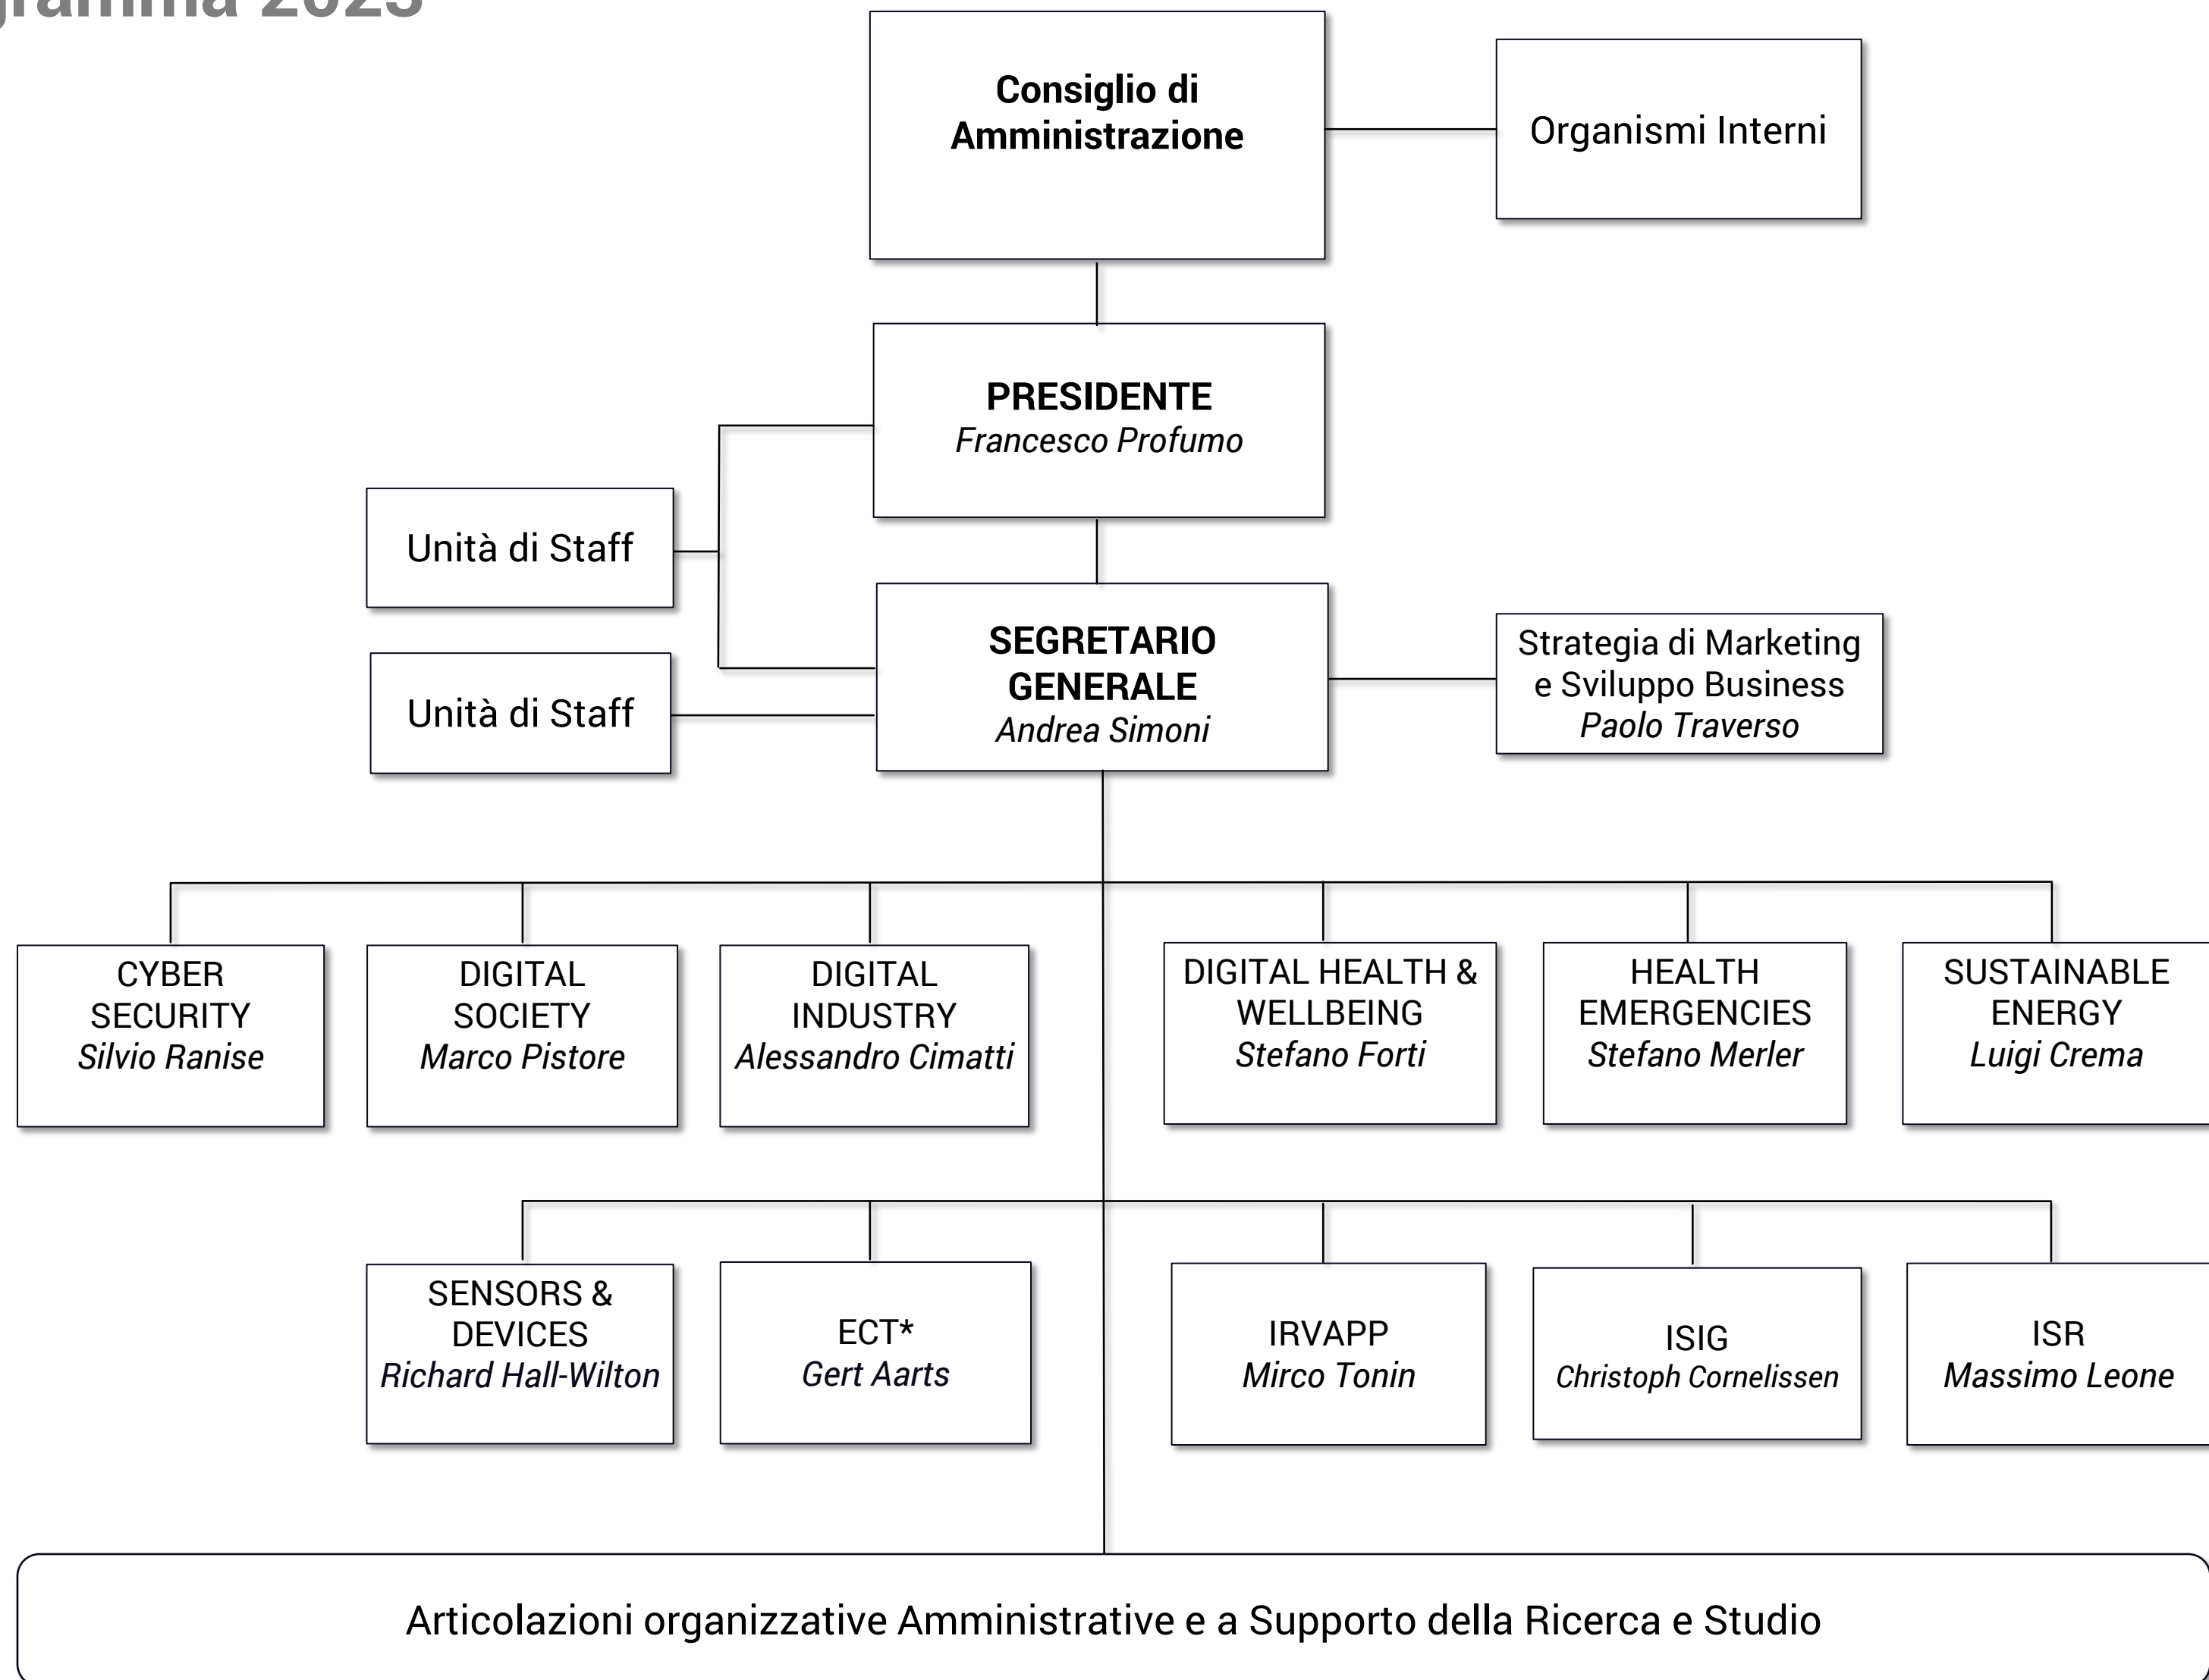 gramma 2023
Consiglio di
Amministrazione
Organismi Interni
PRESIDENTE
Francesco Profumo
Unità di Staff
SEGRETARIO
GENERALE
Andrea Simoni
Unità di Staff
Strategia di Marketing
e Sviluppo Business
Paolo Traverso
CYBER
SECURITY
Silvio Ranise
DIGITAL
SOCIETY
Marco Pistore
DIGITAL
INDUSTRY
Alessandro Cimatti
DIGITAL HEALTH &
WELLBEING
Stefano Forti
HEALTH
EMERGENCIES
Stefano Merler
SUSTAINABLE
ENERGY
Luigi Crema
SENSORS &
DEVICES
Richard Hall-Wilton
ECT*
Gert Aarts
IRVAPP
Mirco Tonin
ISIG
Christoph Cornelissen
ISR
Massimo Leone
Articolazioni organizzative Amministrative e a Supporto della Ricerca e Studio